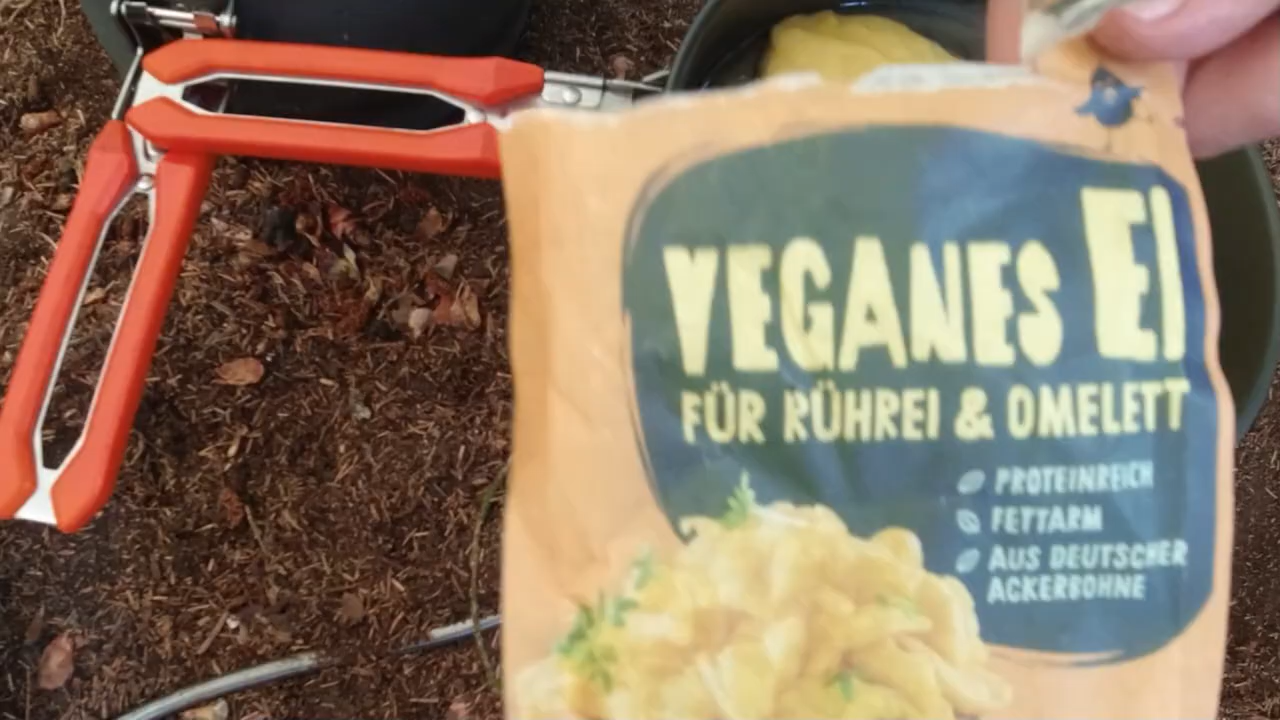 VEGANES EI
FÜR RÜHREI & OMELETT
PROTEINREICH
FETTARM
AUS DEUTSCHER
ACKERBOHNE